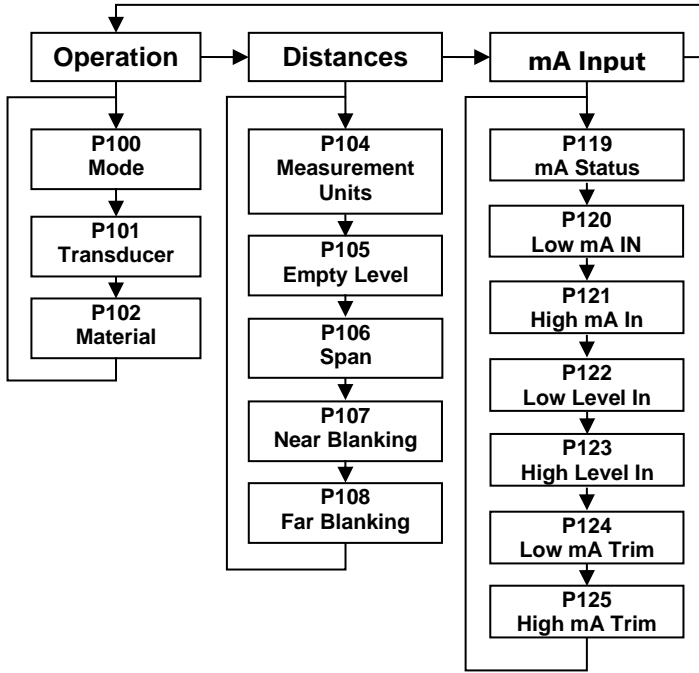 Operation
Distances
mA Input
P100
Mode
P101
Transducer
P102
Material
P104
Measurement
Units
P105
Empty Level
P106
Span
P107
Near Blanking
P108
Far Blanking
P119
mA Status
P120
Low mA IN
P121
High mA In
P122
Low Level In
P123
High Level In
P124
Low mA Trim
P125
High mA Trim